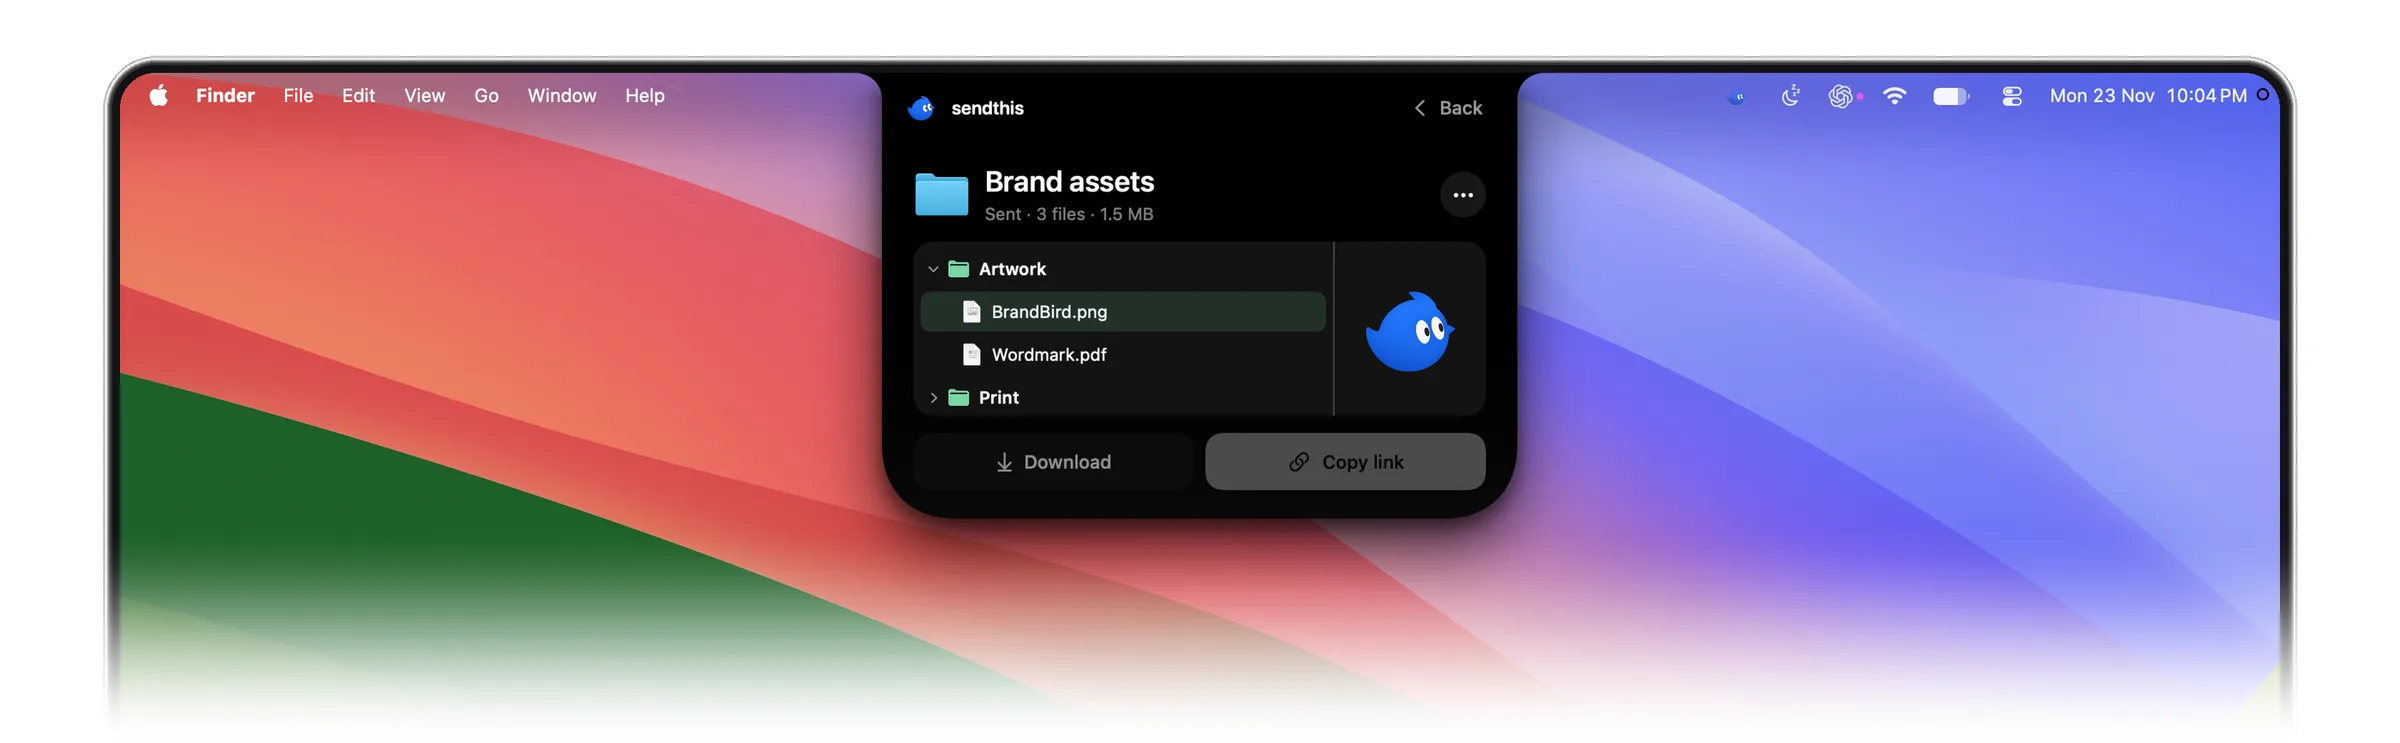 Finder File Edit View Go Window Help
Mon 23 Nov 10:04 PM
sendthis
Back
Brand assets
Sent · 3 files · 1.5 MB
Artwork
BrandBird.png
Wordmark.pdf
Print
Download
Copy link